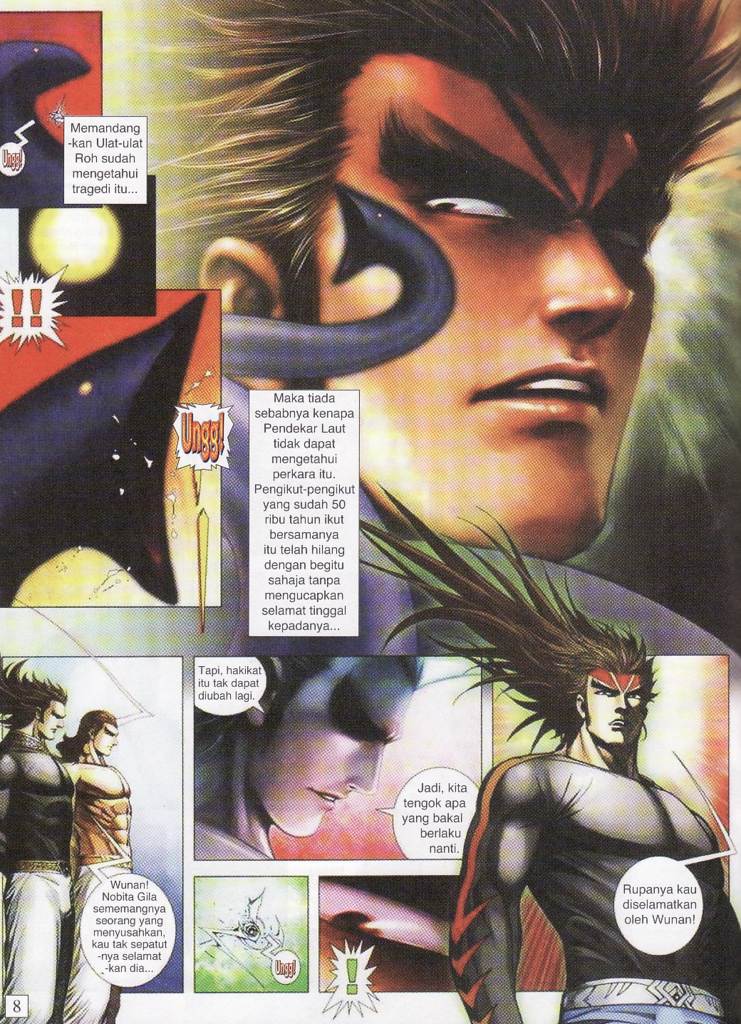 Memandang
-kan Ulat-ulat
Roh sudah
mengetahui
tragedi itu...
Ungg!
!!
Ungg!
Maka tiada
sebabnya kenapa
Pendekar Laut
tidak dapat
mengetahui
perkara itu.
Pengikut-pengikut
yang sudah 50
ribu tahun ikut
bersamanya
itu telah hilang
dengan begitu
sahaja tanpa
mengucapkan
selamat tinggal
kepadanya...
Tapi, hakikat
itu tak dapat
diubah lagi.
Jadi, kita
tengok apa
yang bakal
berlaku
nanti.
Wunan!
Nobita Gila
sememangnya
seorang yang
menyusahkan,
kau tak sepatut
-nya selamat
-kan dia...
Ungg!
!
Rupanya kau
diselamatkan
oleh Wunan!
8